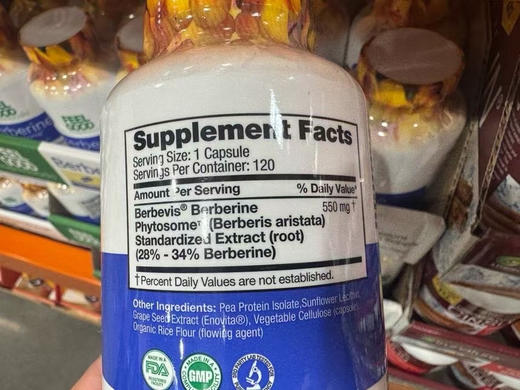 Supplement Facts
Serving Size: 1 Capsule
Servings Per Container: 120
Amount Per Serving % Daily Value*
Berbevis® Berberine 550 mg †
Phytosome (Berberis aristata)
Standardized Extract (root)
(28% - 34% Berberine)
†Percent Daily Values are not established.
Other Ingredients: Pea Protein Isolate, Sunflower Lecithin,
Grape Seed Extract (Enovita®), Vegetable Cellulose (capsule),
Organic Rice Flour (flowing agent)
MADE IN A
FDA
GMP
FEEL
GOOD
Berberine